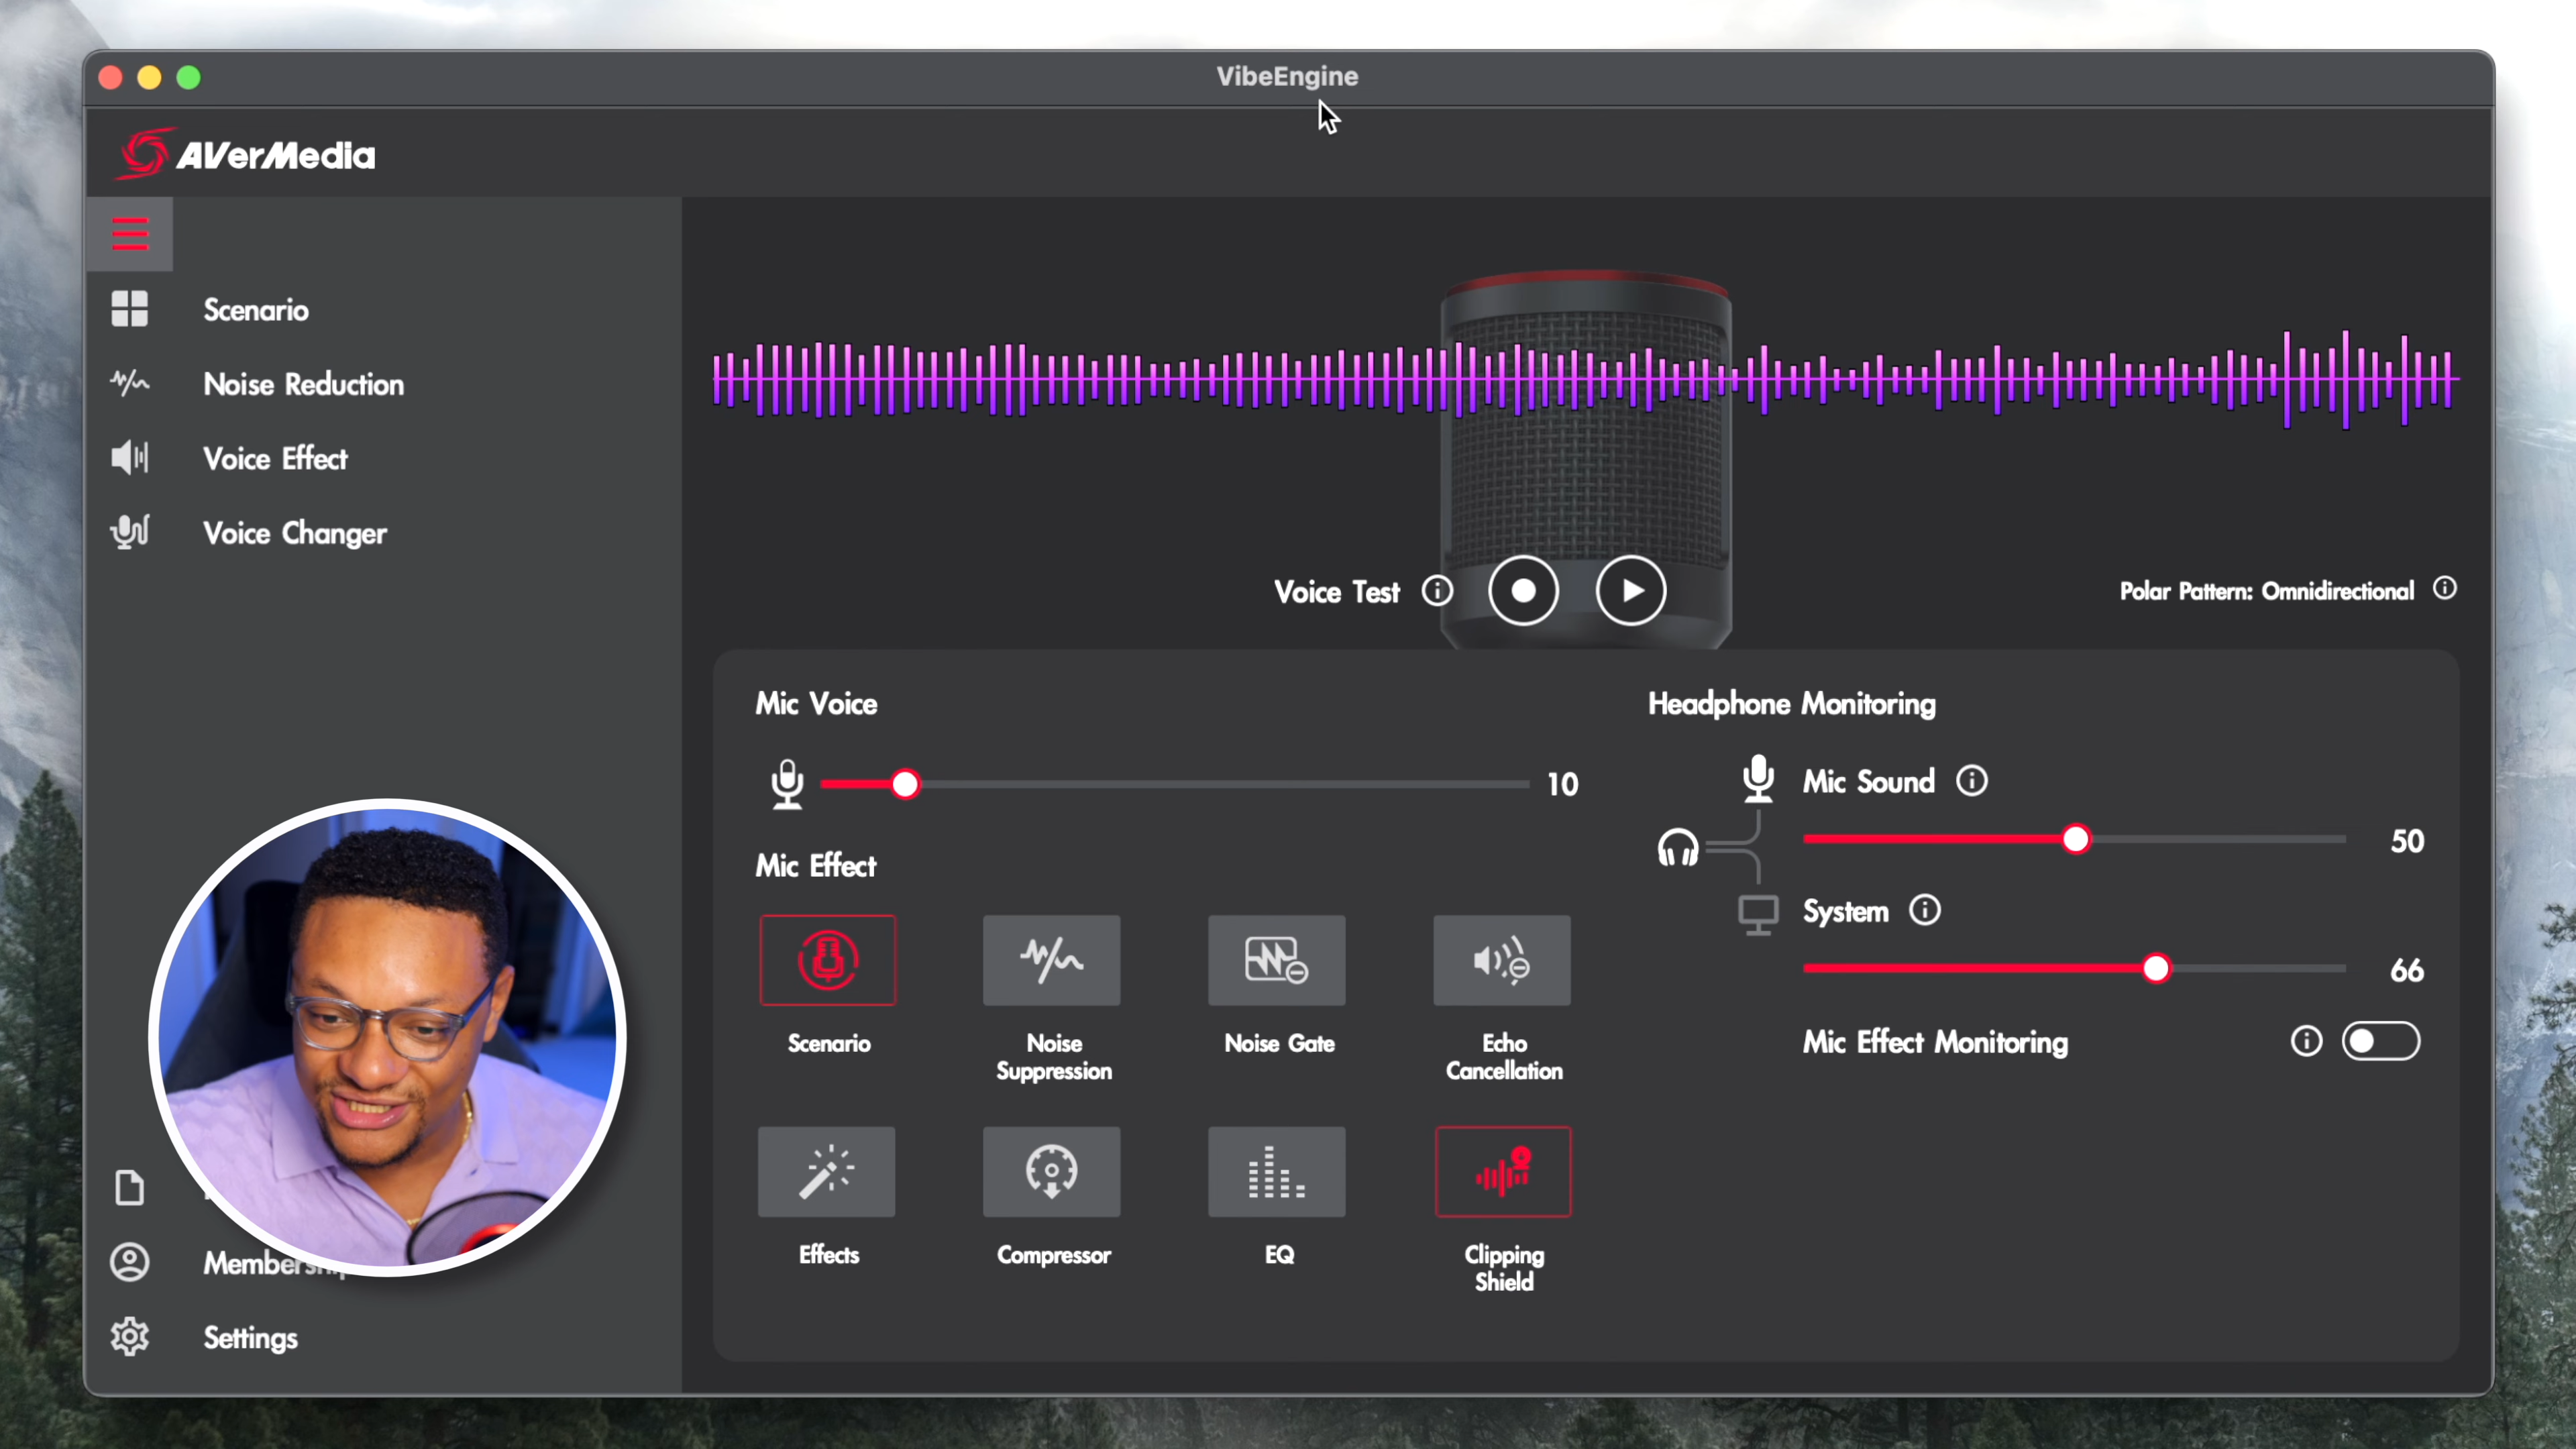 VibeEngine
AVerMedia
Scenario
Noise Reduction
Voice Effect
Voice Changer
Settings
Voice Test
Polar Pattern: Omnidirectional
Mic Voice
10
Mic Effect
Scenario
Noise
Suppression
Noise Gate
Echo
Cancellation
Effects
Compressor
EQ
Clipping
Shield
Headphone Monitoring
Mic Sound
50
System
66
Mic Effect Monitoring